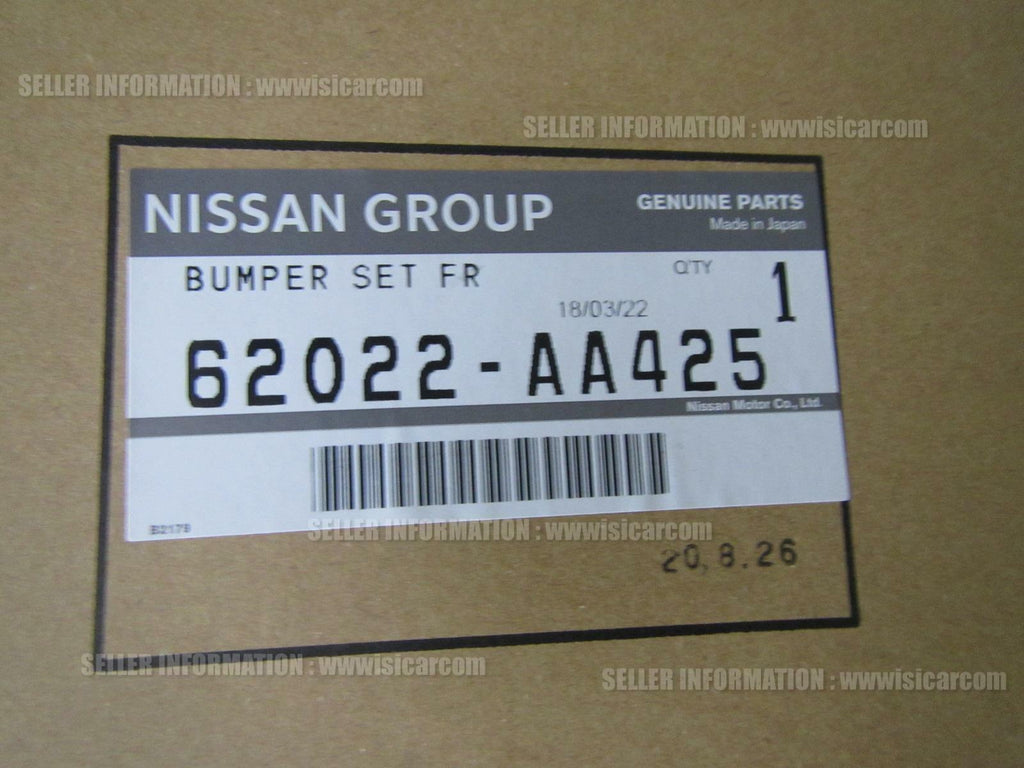 SELLER INFORMATION : wwwisicarcom
SELLER INFORMATION : wwwisicarcom
NISSAN GROUP
GENUINE PARTS
Made in Japan
BUMPER SET FR
Q'TY 1
18/03/22
62022-AA425
Nissan Motor Co., Ltd.
B2179
SELLER INFORMATION : wwwisicarcom
20.8.26
SELLER INFORMATION : wwwisicarcom
SELLER INFORMATION : wwwisicarcom